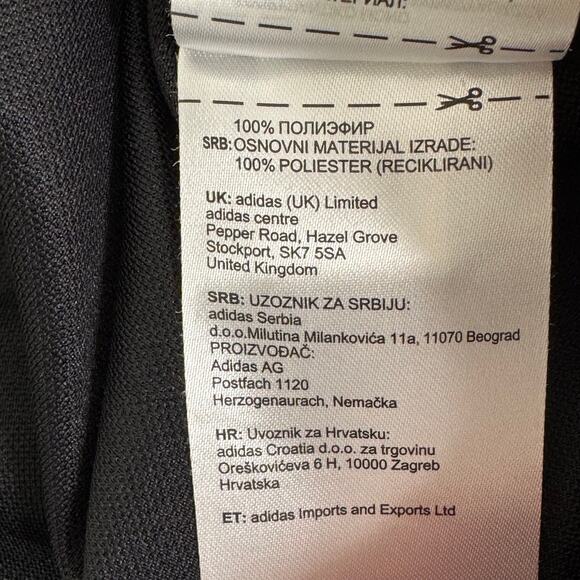 100% ПОЛИЭФИР
SRB:OSNOVNI MATERIJAL IZRADE:
100% POLIESTER (RECIKLIRANI)
UK: adidas (UK) Limited
adidas centre
Pepper Road, Hazel Grove
Stockport, SK7 5SA
United Kingdom
SRB: UZOZNIK ZA SRBIJU:
adidas Serbia
d.o.o.Milutina Milankovića 11a, 11070 Beograd
PROIZVOĐAČ:
Adidas AG
Postfach 1120
Herzogenaurach, Nemačka
HR: Uvoznik za Hrvatsku:
adidas Croatia d.o.o. za trgovinu
Oreškovićeva 6 H, 10000 Zagreb
Hrvatska
ET: adidas Imports and Exports Ltd